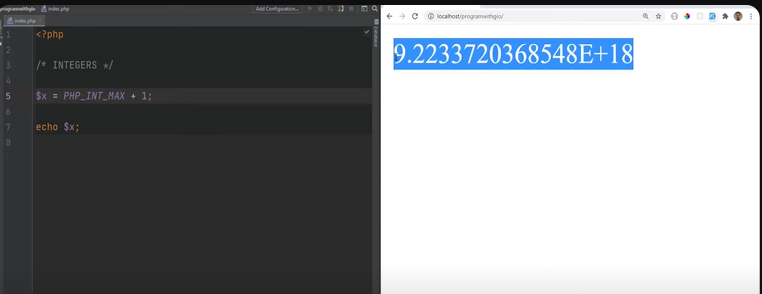 programwithgio
index.php
Add Configuration...
index.php
Database
1 <?php
2
3 /* INTEGERS */
4
5 $x = PHP_INT_MAX + 1;
6
7 echo $x;
8
localhost/programwithgio/
9.2233720368548E+18